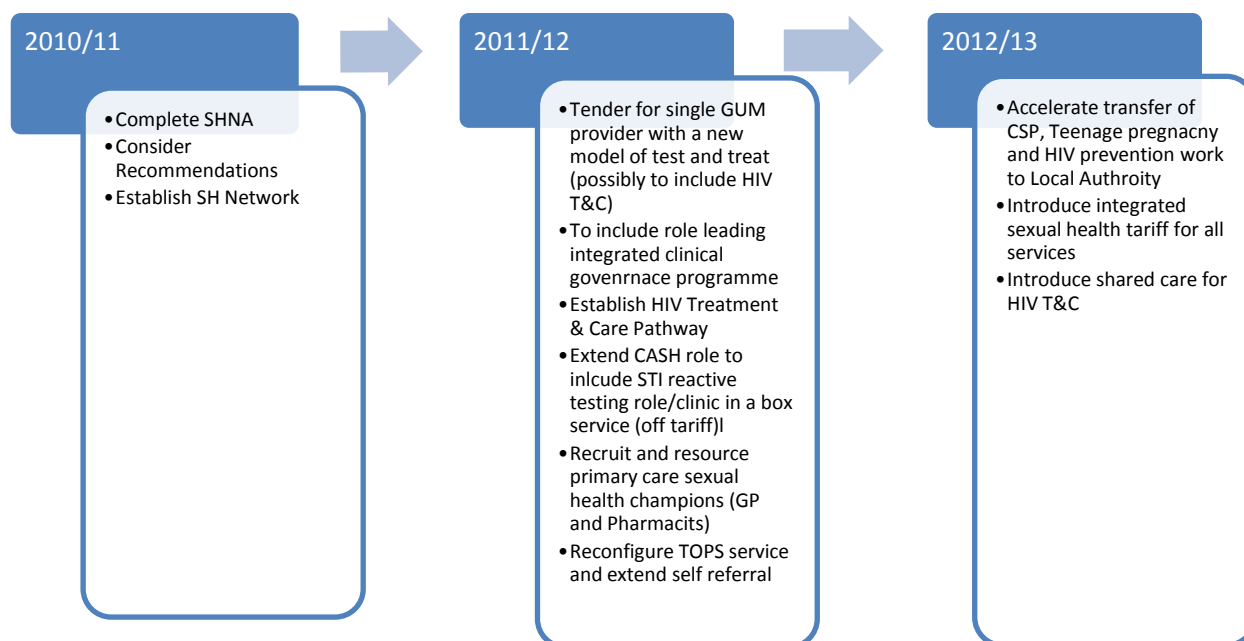 2010/11
•Complete SHNA
•Consider
Recommendations
•Establish SH Network
2011/12
•Tender for single GUM
provider with a new
model of test and treat
(possibly to include HIV
T&C)
•To include role leading
integrated clinical
govenrnace programme
•Establish HIV Treatment
& Care Pathway
•Extend CASH role to
inlcude STI reactive
testing role/clinic in a box
service (off tariff)l
•Recruit and resource
primary care sexual
health champions (GP
and Pharmacits)
•Reconfigure TOPS service
and extend self referral
2012/13
•Accelerate transfer of
CSP, Teenage pregnacny
and HIV prevention work
to Local Authroity
•Introduce integrated
sexual health tariff for all
services
•Introduce shared care for
HIV T&C